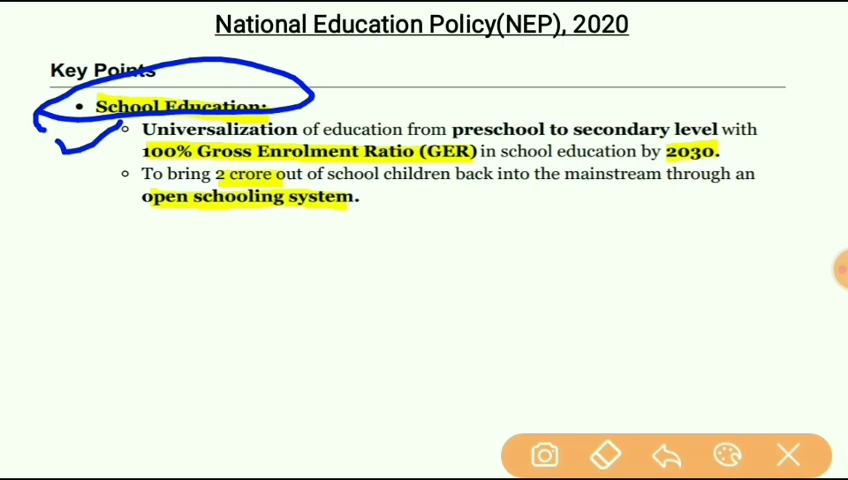 National Education Policy(NEP), 2020
Key Points
• School Education:
○ Universalization of education from preschool to secondary level with
100% Gross Enrolment Ratio (GER) in school education by 2030.
○ To bring 2 crore out of school children back into the mainstream through an
open schooling system.